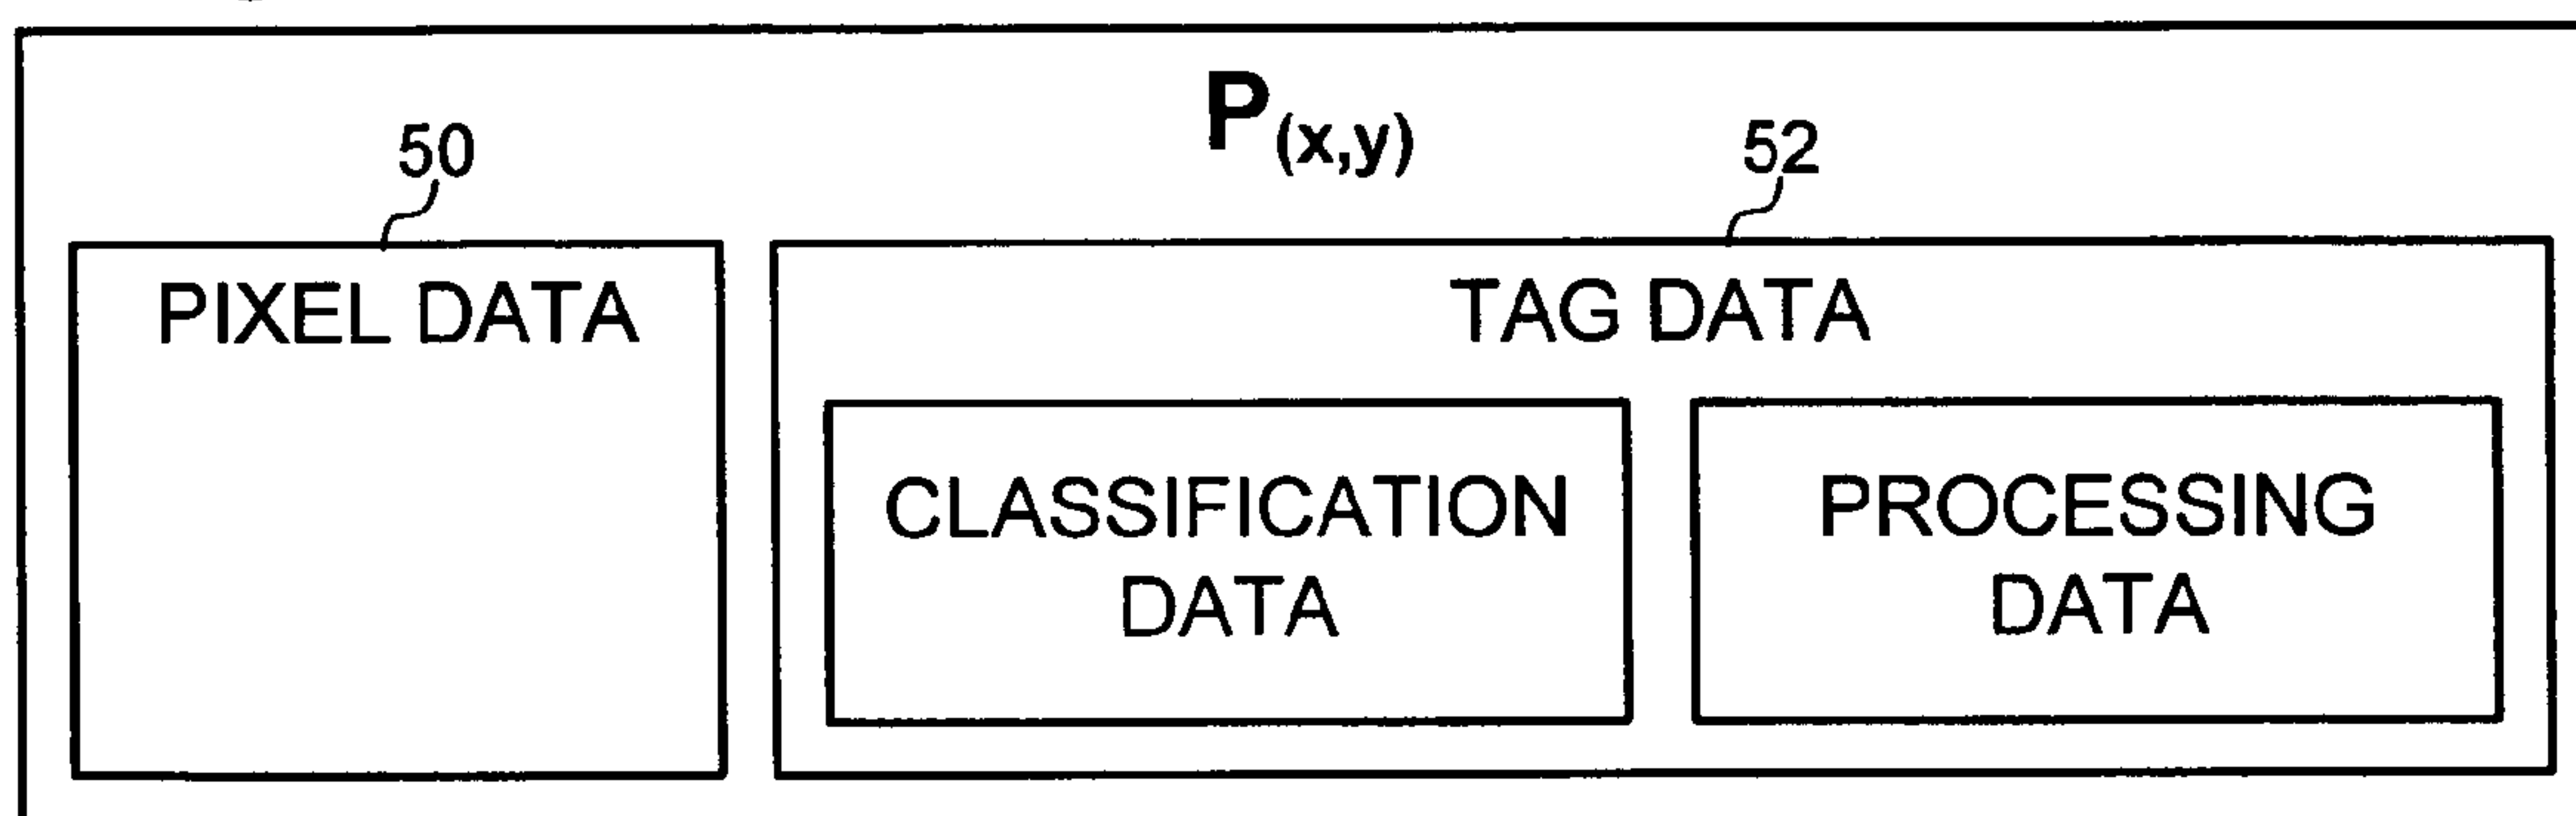 P(x,y)
50
52
PIXEL DATA
TAG DATA
CLASSIFICATION
DATA
PROCESSING
DATA